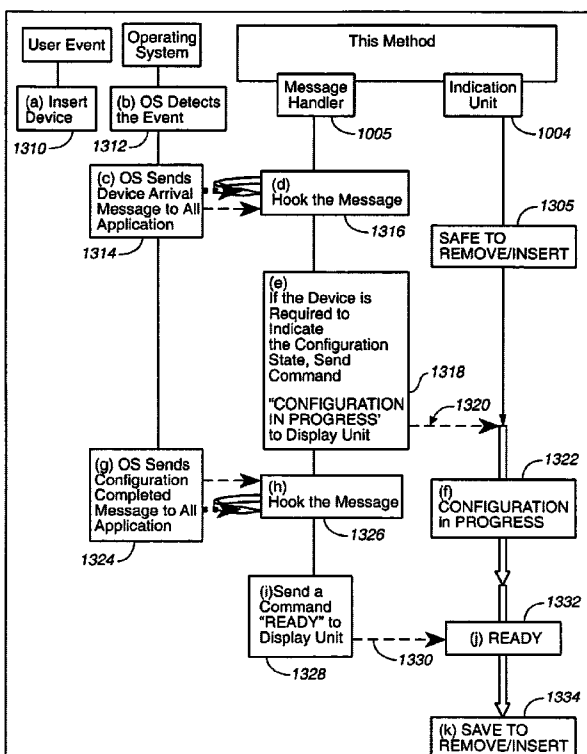 User Event
Operating
System
This Method
Message
Handler
Indication
Unit
1005
1004
(a) Insert
Device
1310
(b) OS Detects
the Event
1312
(c) OS Sends
Device Arrival
Message to All
Application
1314
(d)
Hook the Message
1316
1305
SAFE TO
REMOVE/INSERT
(e)
If the Device is
Required to
Indicate
the Configuration
State, Send
Command
"CONFIGURATION
IN PROGRESS'
to Display Unit
1318
1320
1322
(f)
CONFIGURATION
in PROGRESS
(g) OS Sends
Configuration
Completed
Message to All
Application
1324
(h)
Hook the Message
1326
(i)Send a
Command
"READY" to
Display Unit
1328
1330
1332
(j) READY
1334
(k) SAVE TO
REMOVE/INSERT